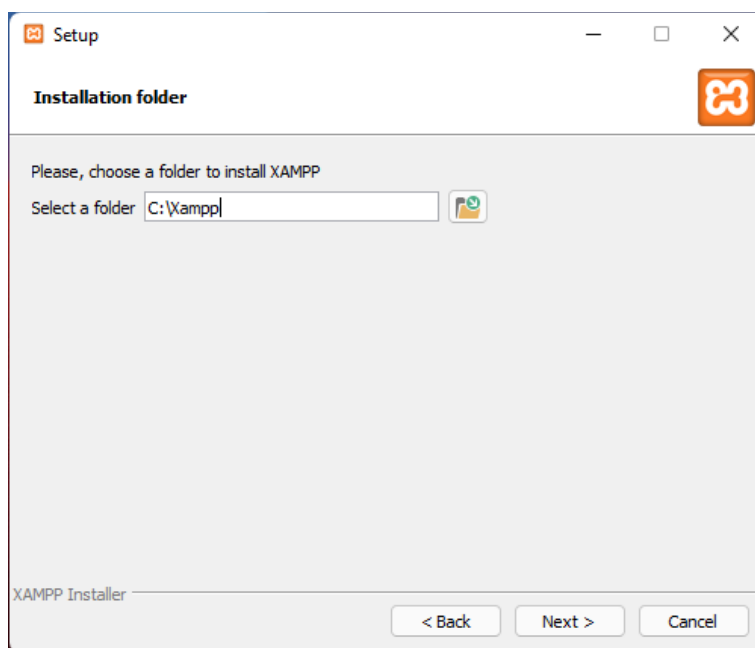 Setup
Installation folder
Please, choose a folder to install XAMPP
Select a folder C:\Xampp
XAMPP Installer
< Back Next > Cancel